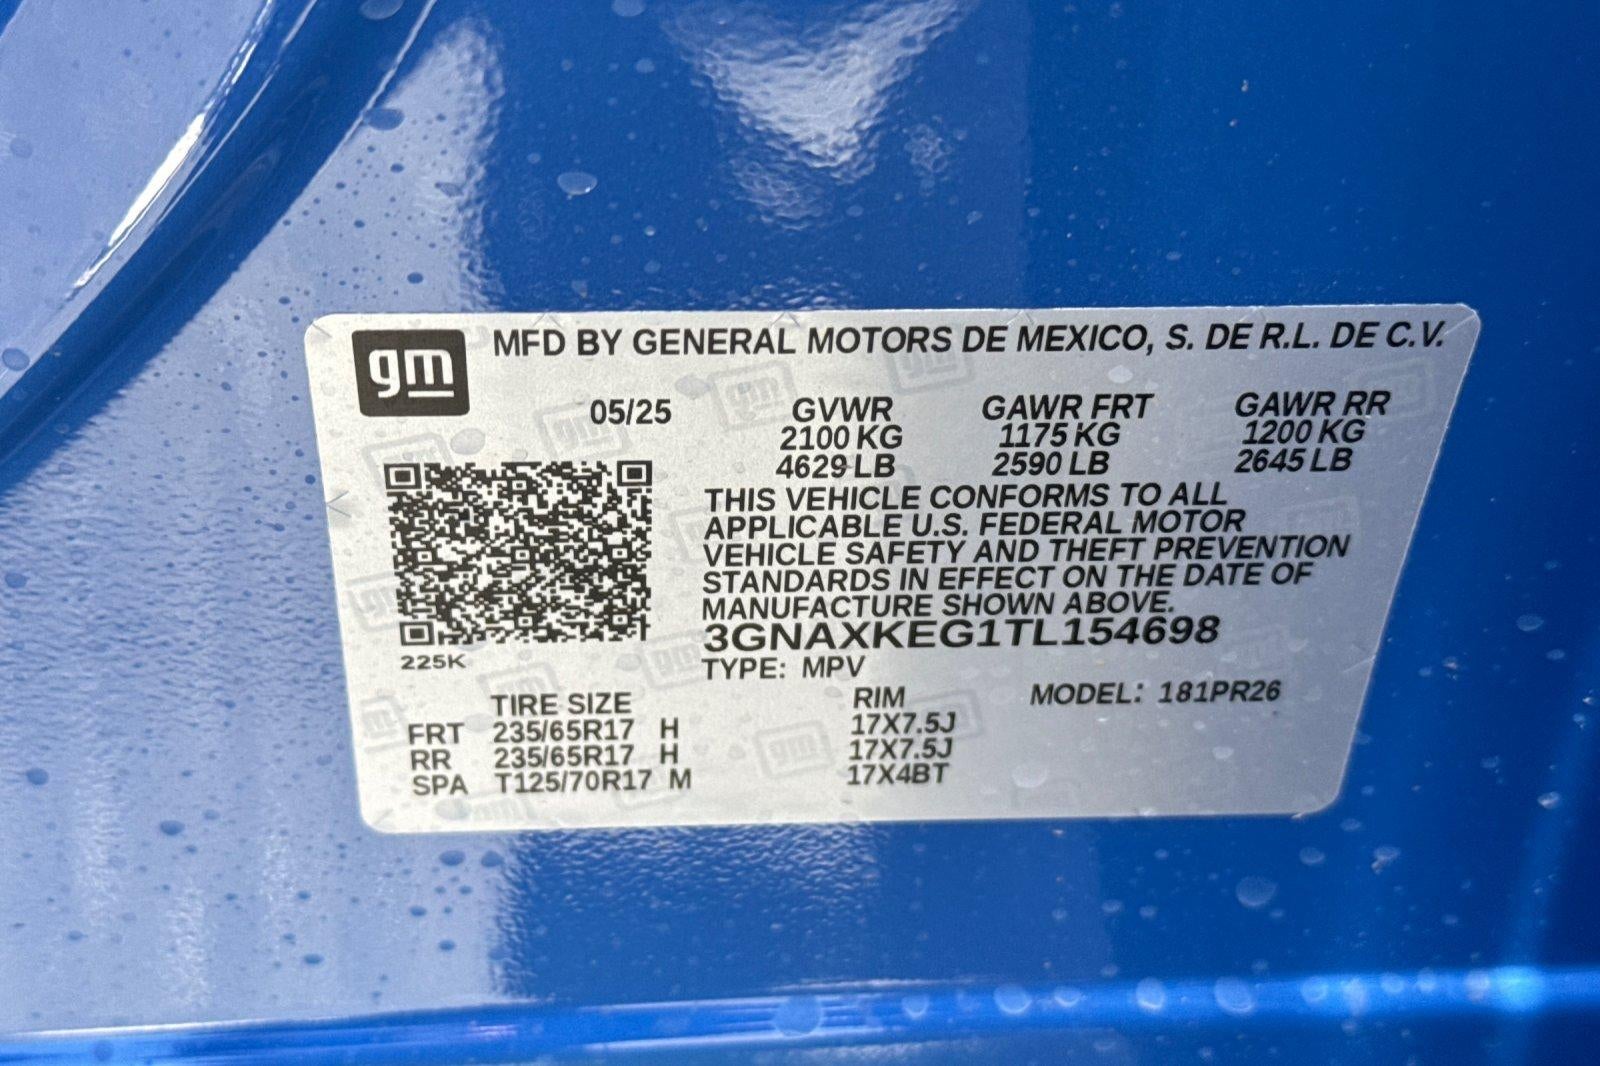 gm MFD BY GENERAL MOTORS DE MEXICO, S. DE R.L. DE C.V.
05/25 GVWR GAWR FRT GAWR RR
2100 KG 1175 KG 1200 KG
4629 LB 2590 LB 2645 LB
THIS VEHICLE CONFORMS TO ALL
APPLICABLE U.S. FEDERAL MOTOR
VEHICLE SAFETY AND THEFT PREVENTION
STANDARDS IN EFFECT ON THE DATE OF
MANUFACTURE SHOWN ABOVE.
3GNAXKEG1TL154698
225K
TYPE: MPV
TIRE SIZE RIM MODEL: 181PR26
FRT 235/65R17 H 17X7.5J
RR 235/65R17 H 17X7.5J
SPA T125/70R17 M 17X4BT